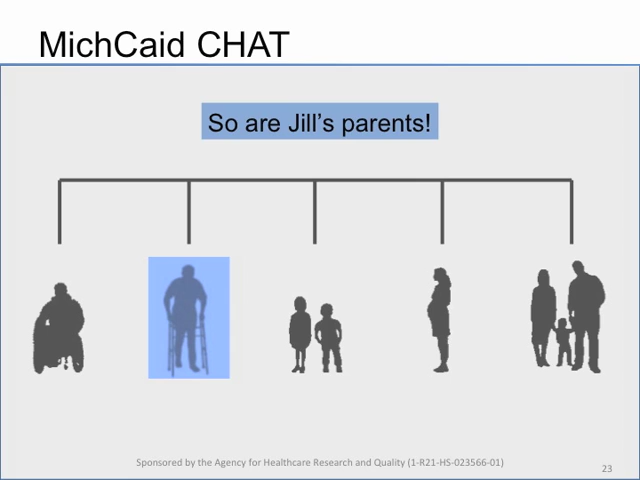 MichCaid CHAT
So are Jill’s parents!
Sponsored by the Agency for Healthcare Research and Quality (1-R21-HS-023566-01)
23